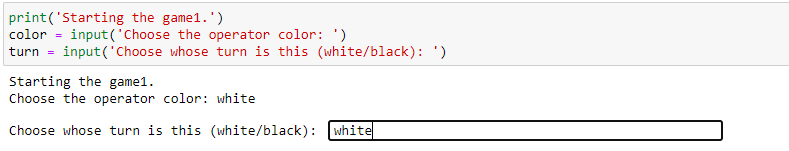 print('Starting the game1.')
color = input('Choose the operator color: ')
turn = input('Choose whose turn is this (white/black): ')
Starting the game1.
Choose the operator color: white
Choose whose turn is this (white/black): white